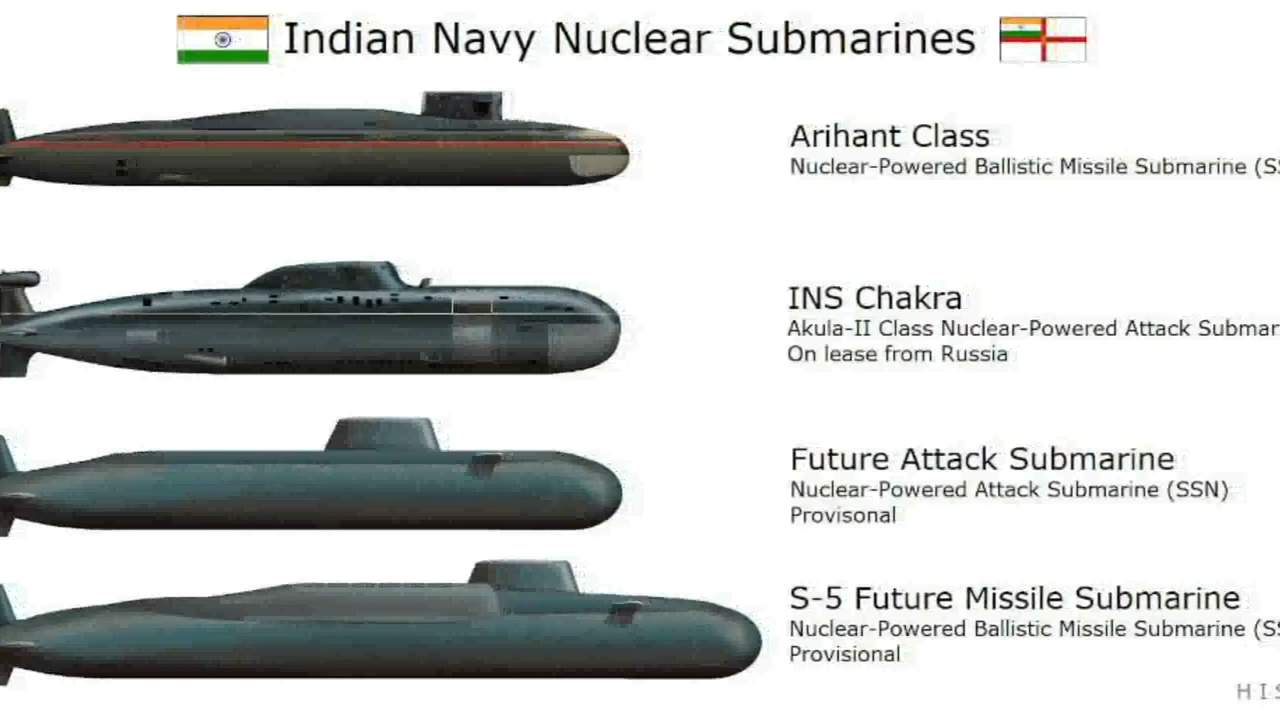 Indian Navy Nuclear Submarines
Arihant Class
Nuclear-Powered Ballistic Missile Submarine (SS
INS Chakra
Akula-II Class Nuclear-Powered Attack Submar
On lease from Russia
Future Attack Submarine
Nuclear-Powered Attack Submarine (SSN)
Provisonal
S-5 Future Missile Submarine
Nuclear-Powered Ballistic Missile Submarine (SS
Provisional
H I S